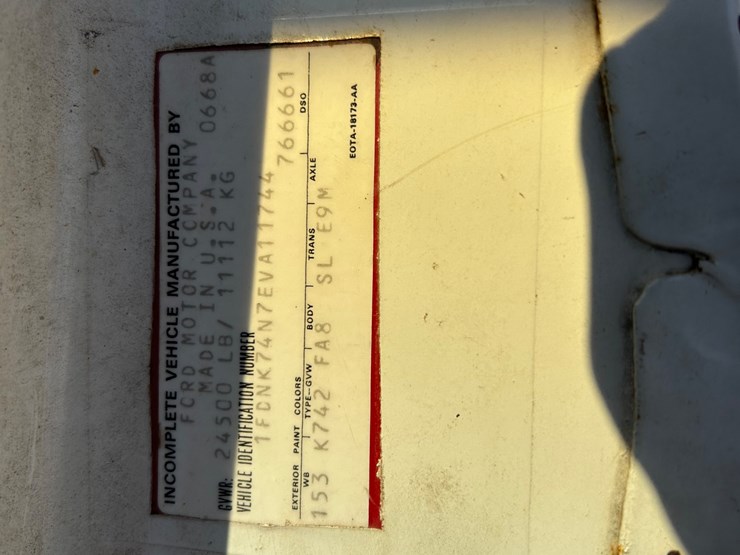 INCOMPLETE VEHICLE MANUFACTURED BY
FORD MOTOR COMPANY
MADE IN U.S.A. 0668A
GVWR: 24500 LB/ 11112 KG
VEHICLE IDENTIFICATION NUMBER
1FDNK74N7EVA11744
766661
EXTERIOR PAINT COLORS DSO
WB TYPE-GVW BODY TRANS AXLE
153 K742 FA8 SL E9M
EOTA-18173-AA